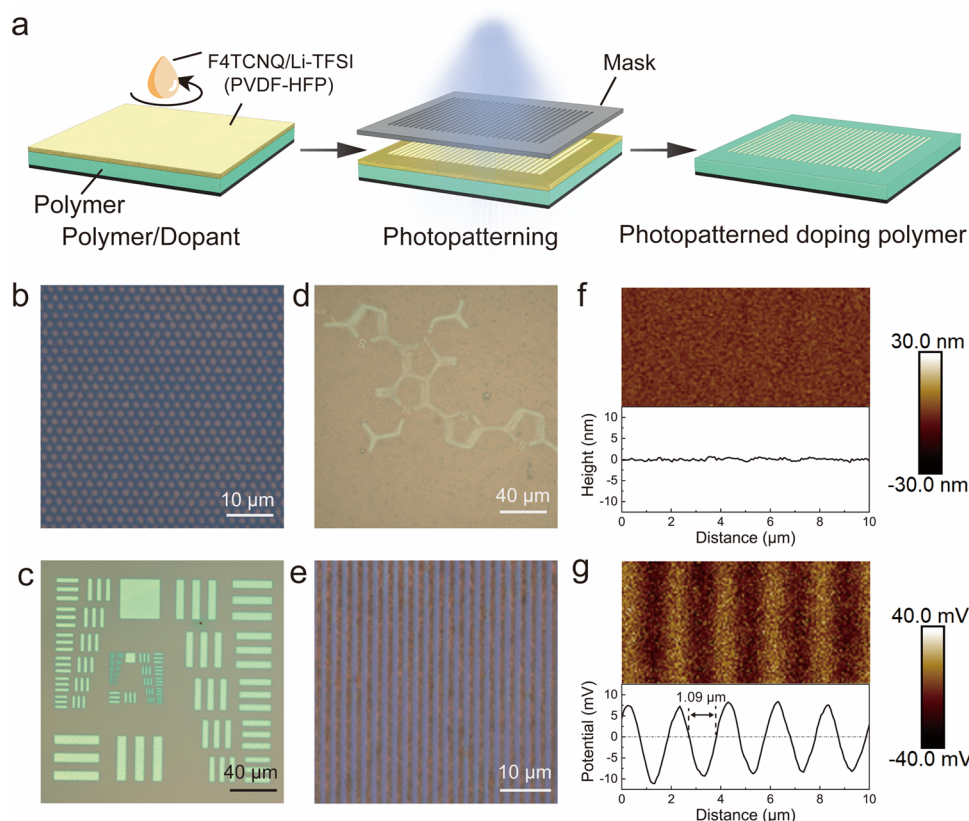 a
F4TCNQ/Li-TFSI
(PVDF-HFP)
Mask
Polymer
Polymer/Dopant
Photopatterning
Photopatterned doping polymer
b
10 µm
d
40 µm
f
30.0 nm
-30.0 nm
Height (nm)
10
5
0
-5
-10
0 2 4 6 8 10
Distance (µm)
c
40 µm
e
10 µm
g
40.0 mV
-40.0 mV
1.09 µm
Potential (mV)
10
5
0
-5
-10
0 2 4 6 8 10
Distance (µm)